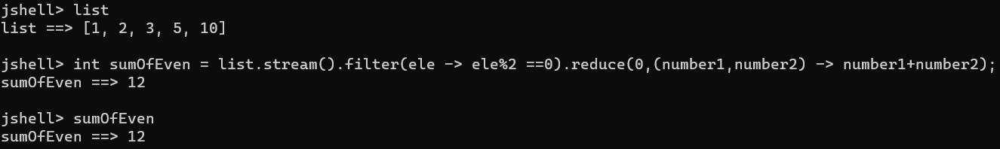 jshell> list
list ==> [1, 2, 3, 5, 10]
jshell> int sumOfEven = list.stream().filter(ele -> ele%2 ==0).reduce(0,(number1,number2) -> number1+number2);
sumOfEven ==> 12
jshell> sumOfEven
sumOfEven ==> 12